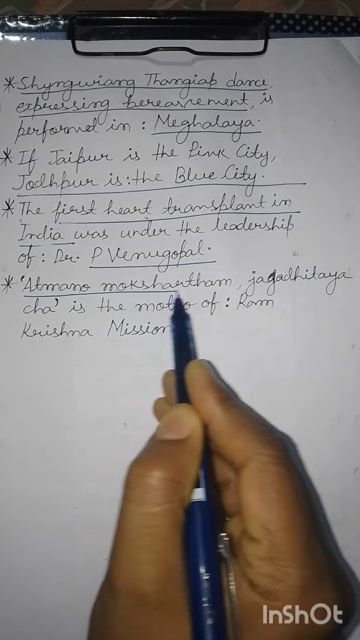 * Shyngwiang Thangiap dance,
expressing bereavement, is
performed in : Meghalaya.
* If Jaipur is the Pink City,
Jodhpur is : the Blue City.
* The first heart transplant in
India was under the leadership
of : Dr. P Venugopal.
* 'Atmano mokshartham, jagadhitaya
cha' is the motto of : Ram
Krishna Mission
InShOt